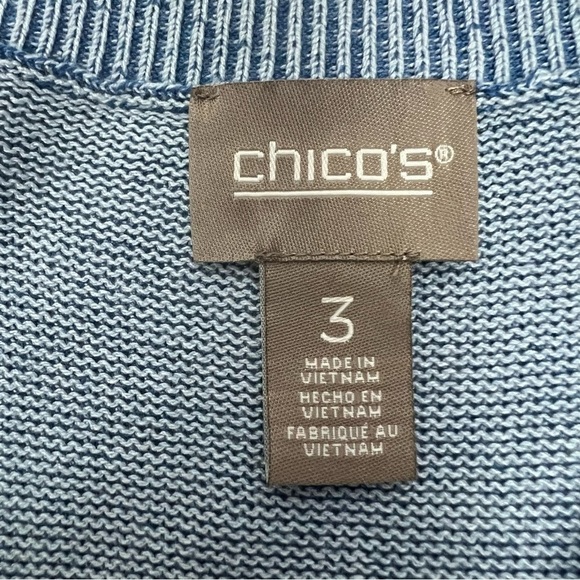 chico's®
3
MADE IN
VIETNAM
HECHO EN
VIETNAM
FABRIQUÉ AU
VIETNAM